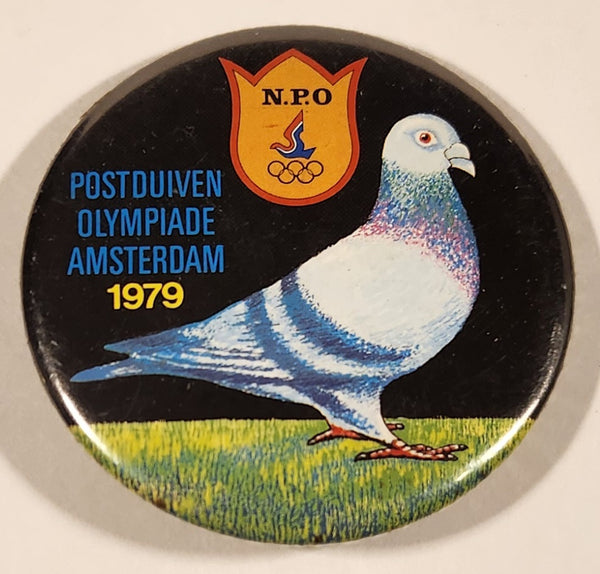 N.P.O
POSTDUIVEN
OLYMPIADE
AMSTERDAM
1979